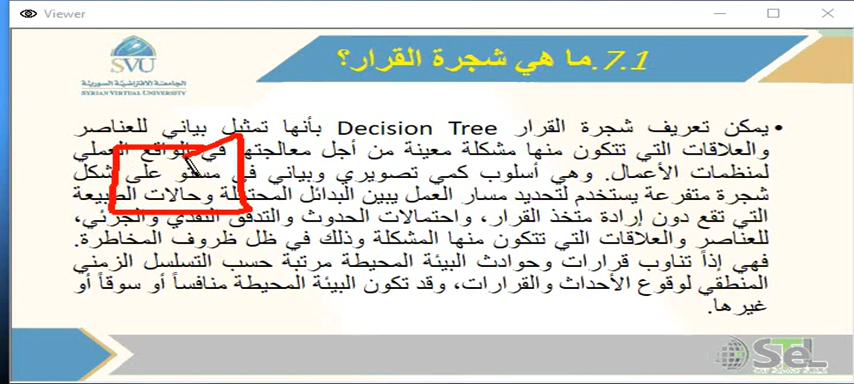 Viewer
7.1.ما هي شجرة القرار؟
SVU
الجامعة الافتراضية السورية
SYRIAN VIRTUAL UNIVERSITY
• يمكن تعريف شجرة القرار Decision Tree بأنها تمثيل بياني للعناصر
والعلاقات التي تتكون منها مشكلة معينة من أجل معالجتها في الواقع العملي
لمنظمات الأعمال. وهي أسلوب كمي تصويري وبياني في مستو على شكل
شجرة متفرعة يستخدم لتحديد مسار العمل يبين البدائل المحتملة وحالات الطبيعة
التي تقع دون إرادة متخذ القرار، واحتمالات الحدوث والتدفق النقدي والجزئي،
للعناصر والعلاقات التي تتكون منها المشكلة وذلك في ظل ظروف المخاطرة.
فهي إذاً تناوب قرارات وحوادث البيئة المحيطة مرتبة حسب التسلسل الزمني
المنطقي لوقوع الأحداث والقرارات، وقد تكون البيئة المحيطة منافساً أو سوقاً أو
غيرها.
SteL